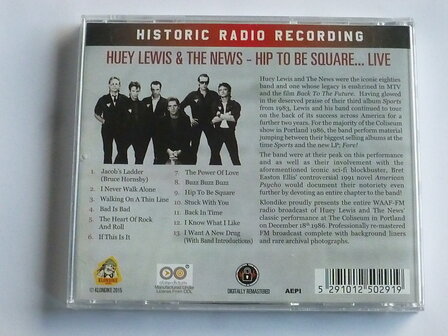 HISTORIC RADIO RECORDING
HUEY LEWIS & THE NEWS – HIP TO BE SQUARE... LIVE
Huey Lewis and The News were the iconic eighties
band and one whose legacy is enshrined in MTV
and the film Back To The Future. Having glowed
in the deserved praise of their third album Sports
from 1983, Lewis and his band continued to tour
on the back of its success across America for a
further two years. For the majority of the Coliseum
show in Portland 1986, the band perform material
jumping between their biggest selling albums at the
time Sports and the new LP; Fore!
The band were at their peak on this performance
and as well as their involvement with the
aforementioned iconic sci-fi blockbuster, Bret
Easton Ellis' controversial 1991 novel American
Psycho would document their notoriety even
further by devoting an entire chapter to the band!
Klondike proudly presents the entire WAAF-FM
radio broadcast of Huey Lewis and The News'
classic performance at The Coliseum in Portland
on December 18th 1986. Professionally re-mastered
FM broadcast complete with background liners
and rare archival photographs.
1 Jacob's Ladder
(Bruce Hornsby)
2 I Never Walk Alone
3 Walking On A Thin Line
4 Bad Is Bad
5 The Heart Of Rock
And Roll
6 If This Is It
7 The Power Of Love
8 Buzz Buzz Buzz
9 Hip To Be Square
10 Stuck With You
11 Back In Time
12 I Know What I Like
13 I Want A New Drug
(With Band Introductions)
KLONDIKE
© KLONDIKE 2015
Manufactured Under
License From CDL
DIGITALLY REMASTERED
AEPI
5 291012 502919